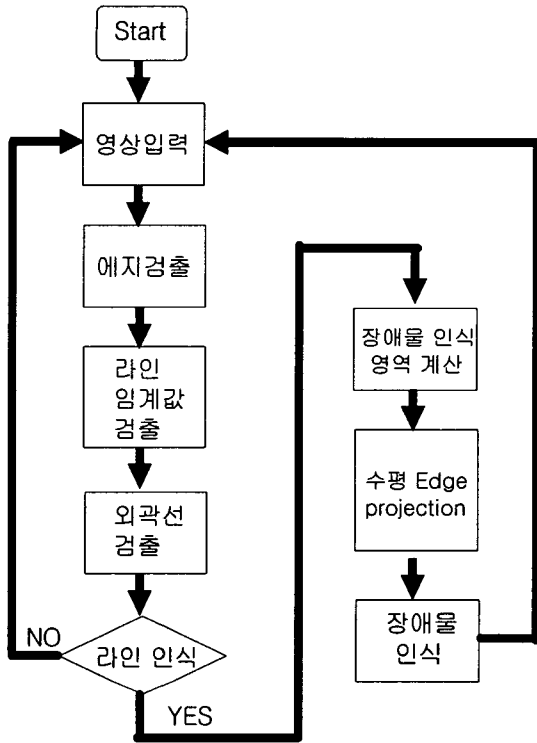 Start
영상입력
에지검출
라인
임계값
검출
외곽선
검출
라인 인식
NO
YES
장애물 인식
영역 계산
수평 Edge
projection
장애물
인식